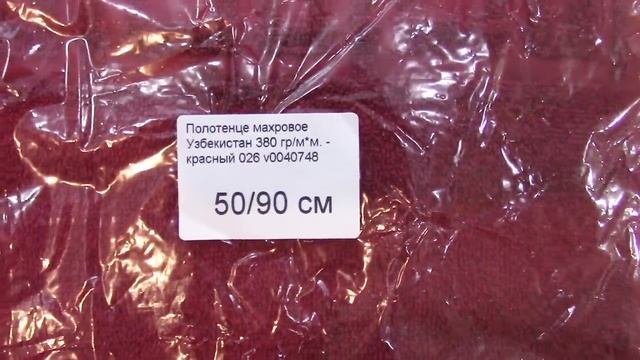 Полотенце махровое
Узбекистан 380 гр/м*м. -
красный 026 v0040748
50/90 см